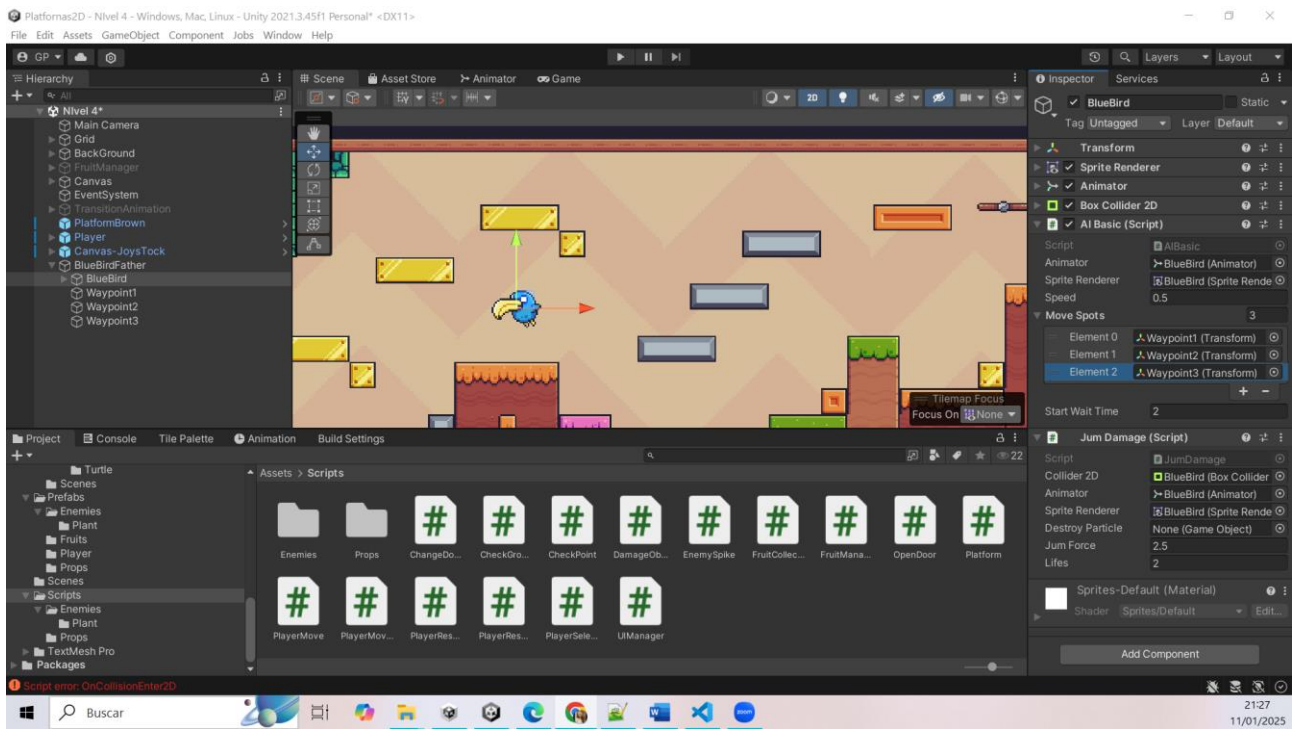 Platfornas2D - NIvel 4 - Windows, Mac, Linux - Unity 2021.3.45f1 Personal* <DX11>
File Edit Assets GameObject Component Jobs Window Help
GP
Layers
Layout
Hierarchy
All
NIvel 4*
Main Camera
Grid
BackGround
FruitManager
Canvas
EventSystem
TransitionAnimation
PlatformBrown
Player
Canvas-JoysTock
BlueBirdFather
BlueBird
Waypoint1
Waypoint2
Waypoint3
Scene Asset Store Animator Game
2D
Tilemap Focus
Focus On None
Inspector Services
BlueBird Static
Tag Untagged Layer Default
Transform
Sprite Renderer
Animator
Box Collider 2D
AI Basic (Script)
Script AIBasic
Animator BlueBird (Animator)
Sprite Renderer BlueBird (Sprite Rende
Speed 0.5
Move Spots 3
Element 0 Waypoint1 (Transform)
Element 1 Waypoint2 (Transform)
Element 2 Waypoint3 (Transform)
+ -
Start Wait Time 2
Jum Damage (Script)
Script JumDamage
Collider 2D BlueBird (Box Collider
Animator BlueBird (Animator)
Sprite Renderer BlueBird (Sprite Rende
Destroy Particle None (Game Object)
Jum Force 2.5
Lifes 2
Sprites-Default (Material)
Shader Sprites/Default Edit...
Add Component
Project Console Tile Palette Animation Build Settings
22
Turtle
Scenes
Prefabs
Enemies
Plant
Fruits
Player
Props
Scenes
Scripts
Enemies
Plant
Props
TextMesh Pro
Packages
Assets > Scripts
Enemies Props ChangeDo... CheckGro... CheckPoint DamageOb... EnemySpike FruitCollec... FruitMana... OpenDoor Platform
PlayerMove PlayerMov... PlayerRes... PlayerRes... PlayerSele... UIManager
Script error: OnCollisionEnter2D
Buscar
zoom
21:27
11/01/2025